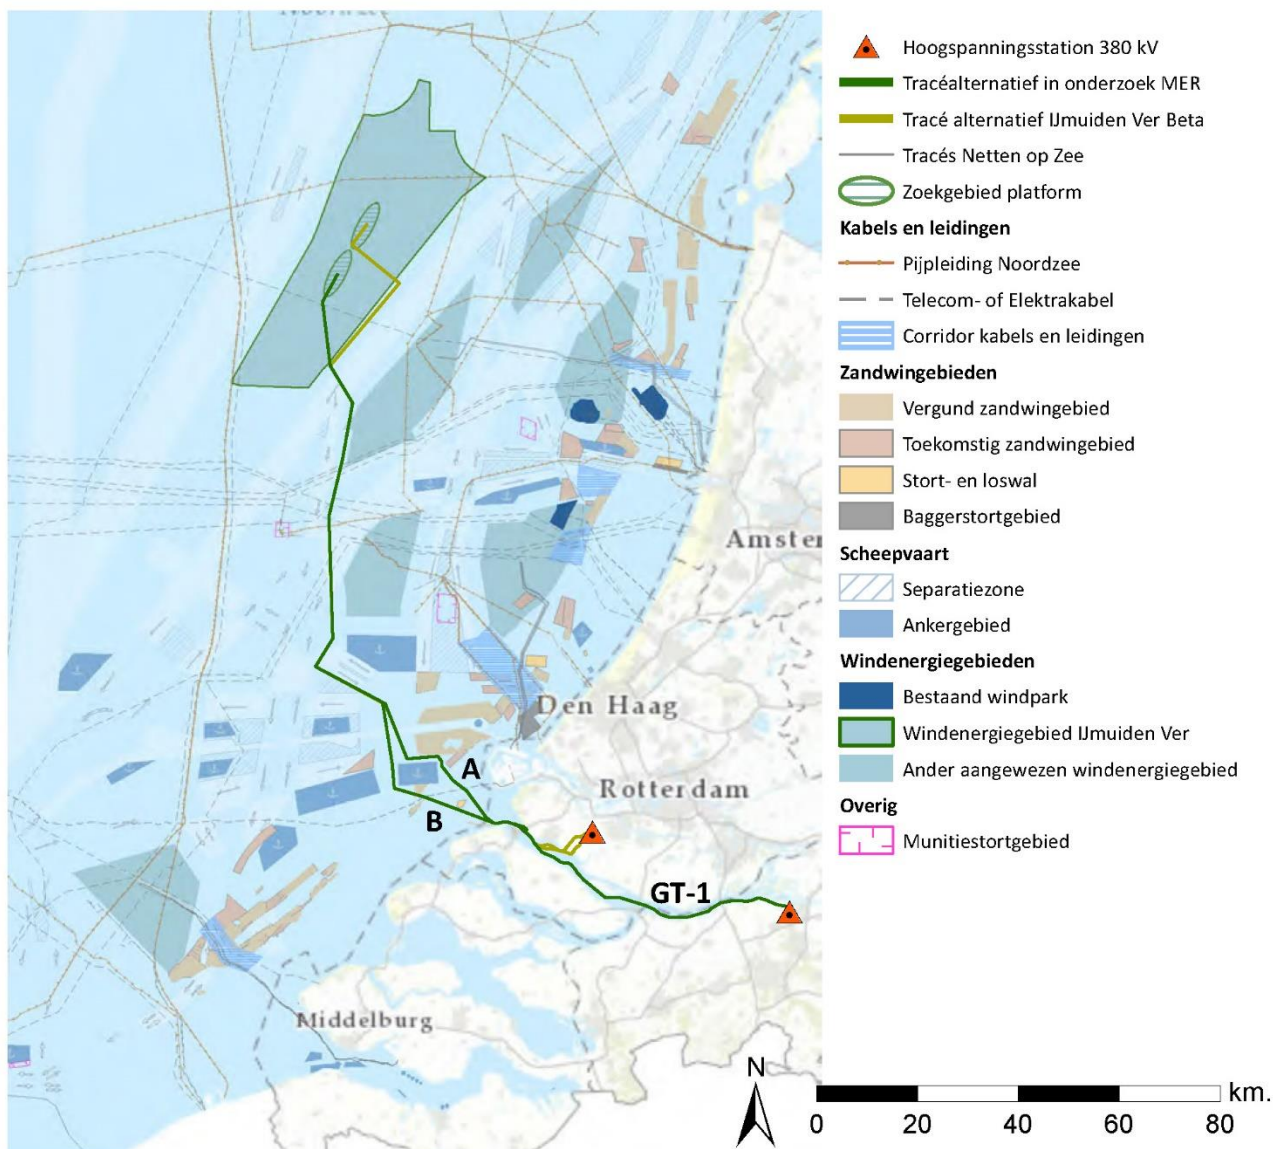 Hoogspanningsstation 380 kV
Tracéalternatief in onderzoek MER
Tracé alternatief IJmuiden Ver Beta
Tracés Netten op Zee
Zoekgebied platform
Kabels en leidingen
Pijpleiding Noordzee
Telecom- of Elektrakabel
Corridor kabels en leidingen
Zandwingebieden
Vergund zandwingebied
Toekomstig zandwingebied
Stort- en loswal
Baggerstortgebied
Scheepvaart
Separatiezone
Ankergebied
Windenergiegebieden
Bestaand windpark
Windenergiegebied IJmuiden Ver
Ander aangewezen windenergiegebied
Overig
Munitiestortgebied
Amster
Den Haag
A
Rotterdam
B
GT-1
Middelburg
N
km.
0 20 40 60 80